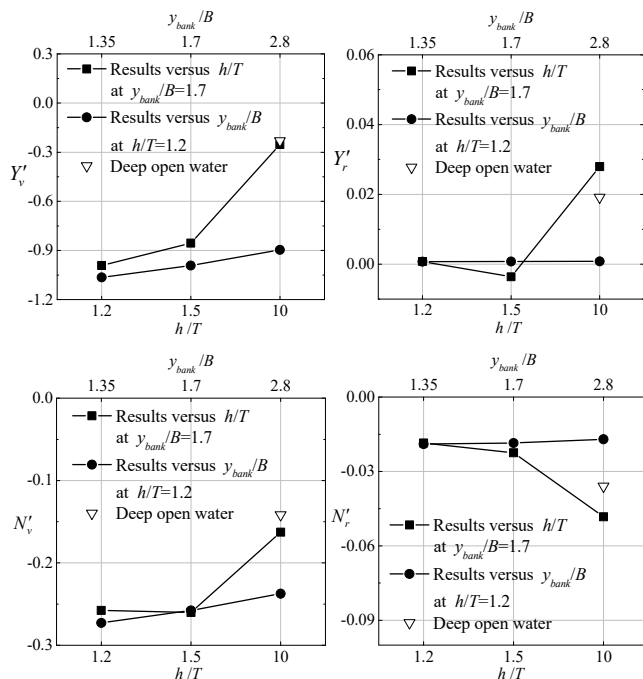 y_bank/B
1.35 1.7 2.8
-0.3
0.0
-0.3
-0.6
-0.9
-1.2
Y′_v
Results versus h/T
at y_bank/B=1.7
Results versus y_bank/B
at h/T=1.2
Deep open water
1.2 1.5 10
h/T
y_bank/B
1.35 1.7 2.8
0.06
0.04
0.02
0.00
Y′_r
Results versus h/T
at y_bank/B=1.7
Results versus y_bank/B
at h/T=1.2
Deep open water
1.2 1.5 10
h/T
y_bank/B
1.35 1.7 2.8
0.0
-0.1
-0.2
-0.3
N′_v
Results versus h/T
at y_bank/B=1.7
Results versus y_bank/B
at h/T=1.2
Deep open water
1.2 1.5 10
h/T
y_bank/B
1.35 1.7 2.8
0.00
-0.03
-0.06
-0.09
N′_r
Results versus h/T
at y_bank/B=1.7
Results versus y_bank/B
at h/T=1.2
Deep open water
1.2 1.5 10
h/T